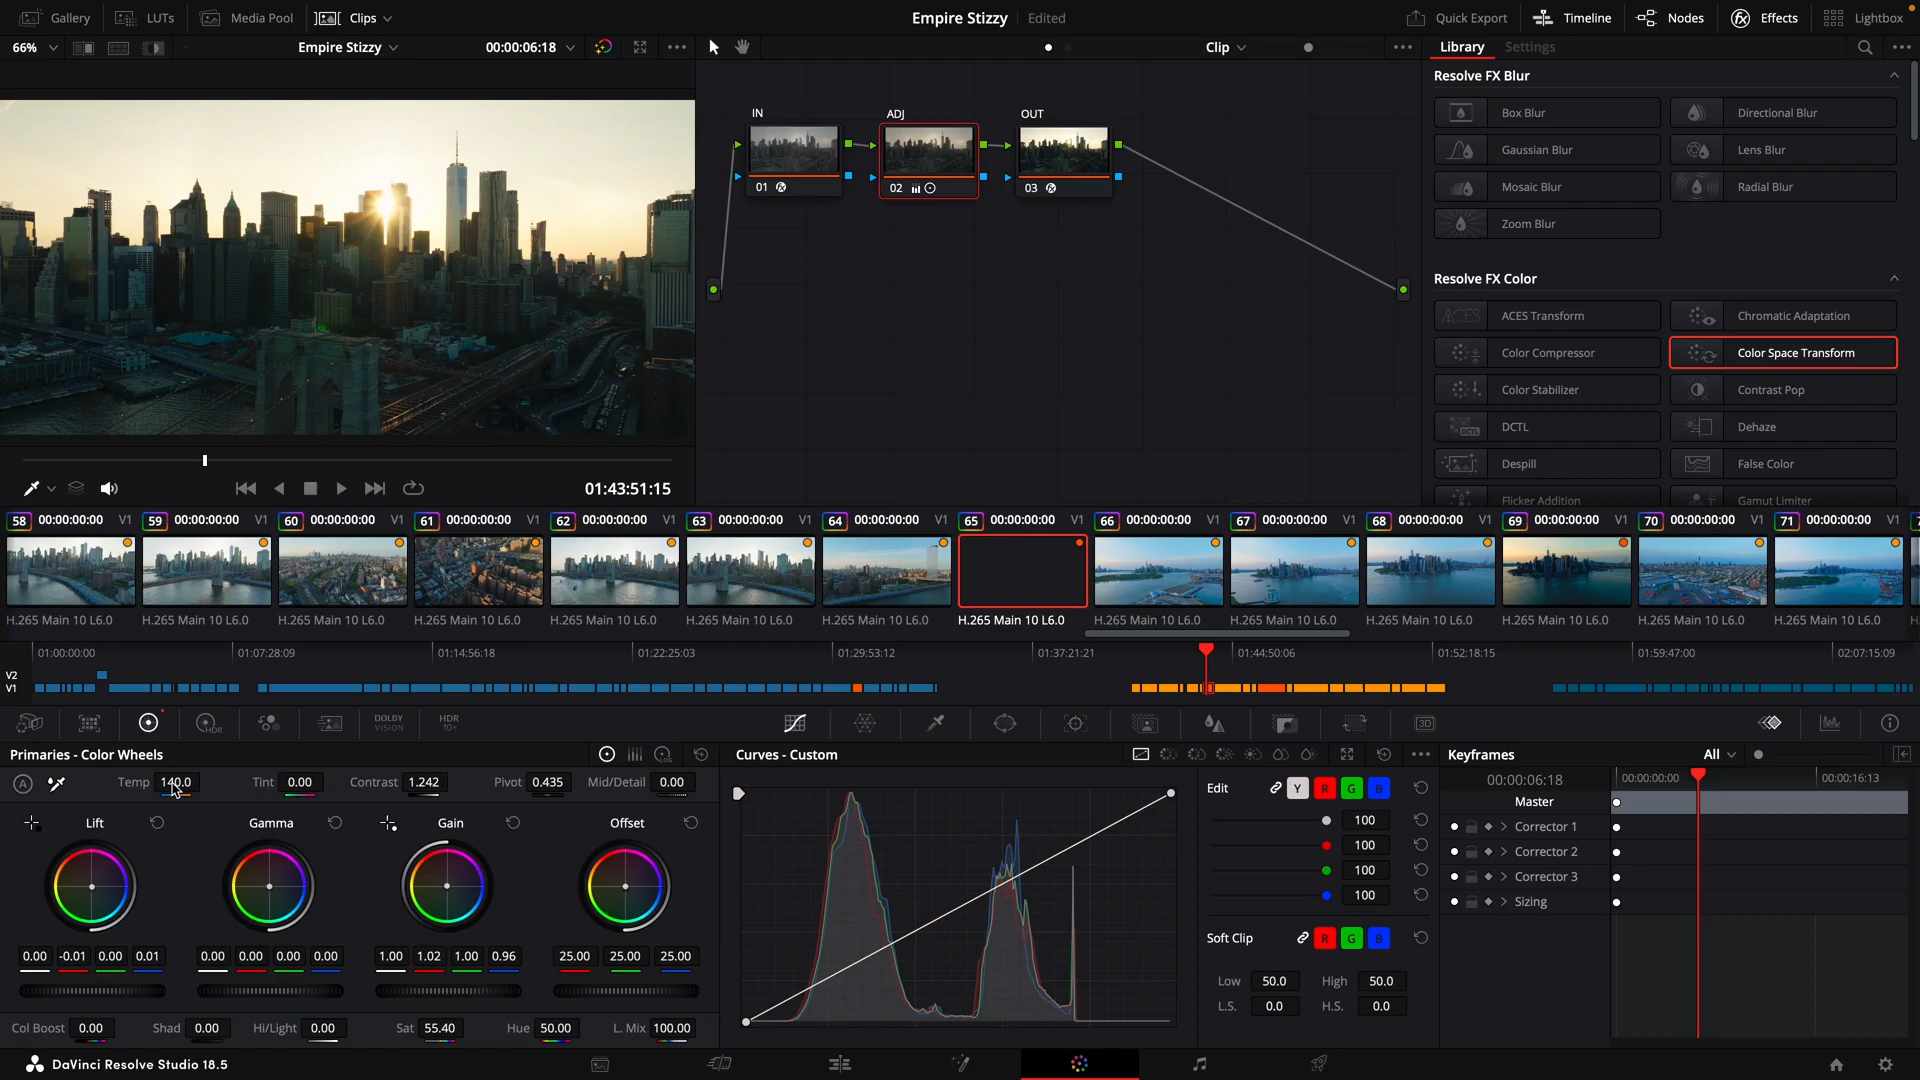 Gallery LUTs Media Pool Clips Empire Stizzy Edited Quick Export Timeline Nodes Effects Lightbox
66% Empire Stizzy 00:00:06:18 Clip Library Settings
Resolve FX Blur
Box Blur Directional Blur
Gaussian Blur Lens Blur
Mosaic Blur Radial Blur
Zoom Blur
Resolve FX Color
ACES ACES Transform Chromatic Adaptation
Color Compressor Color Space Transform
Color Stabilizer Contrast Pop
DCTL DCTL Dehaze
Despill False Color
Flicker Addition Gamut Limiter
IN ADJ OUT
01 02 03
01:43:51:15
58 00:00:00:00 V1 59 00:00:00:00 V1 60 00:00:00:00 V1 61 00:00:00:00 V1 62 00:00:00:00 V1 63 00:00:00:00 V1 64 00:00:00:00 V1 65 00:00:00:00 V1 66 00:00:00:00 V1 67 00:00:00:00 V1 68 00:00:00:00 V1 69 00:00:00:00 V1 70 00:00:00:00 V1 71 00:00:00:00 V1
H.265 Main 10 L6.0 H.265 Main 10 L6.0 H.265 Main 10 L6.0 H.265 Main 10 L6.0 H.265 Main 10 L6.0 H.265 Main 10 L6.0 H.265 Main 10 L6.0 H.265 Main 10 L6.0 H.265 Main 10 L6.0 H.265 Main 10 L6.0 H.265 Main 10 L6.0 H.265 Main 10 L6.0 H.265 Main 10 L6.0 H.265 Main 10 L6.0
01:00:00:00 01:07:28:09 01:14:56:18 01:22:25:03 01:29:53:12 01:37:21:21 01:44:50:06 01:52:18:15 01:59:47:00 02:07:15:09
V2
V1
HDR DOLBY VISION HDR 10+ 3D
Primaries - Color Wheels LOG Curves - Custom Keyframes All
A Temp 140.0 Tint 0.00 Contrast 1.242 Pivot 0.435 Mid/Detail 0.00
Lift Gamma Gain Offset
0.00 -0.01 0.00 0.01 0.00 0.00 0.00 0.00 1.00 1.02 1.00 0.96 25.00 25.00 25.00
Col Boost 0.00 Shad 0.00 Hi/Light 0.00 Sat 55.40 Hue 50.00 L. Mix 100.00
Edit Y R G B
100
100
100
100
Soft Clip R G B
Low 50.0 High 50.0
L.S. 0.0 H.S. 0.0
00:00:06:18 00:00:00:00 00:00:16:13
Master
Corrector 1
Corrector 2
Corrector 3
Sizing
DaVinci Resolve Studio 18.5